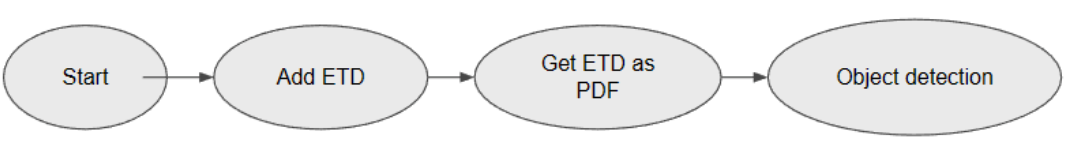 Start
Add ETD
Get ETD as
PDF
Object detection